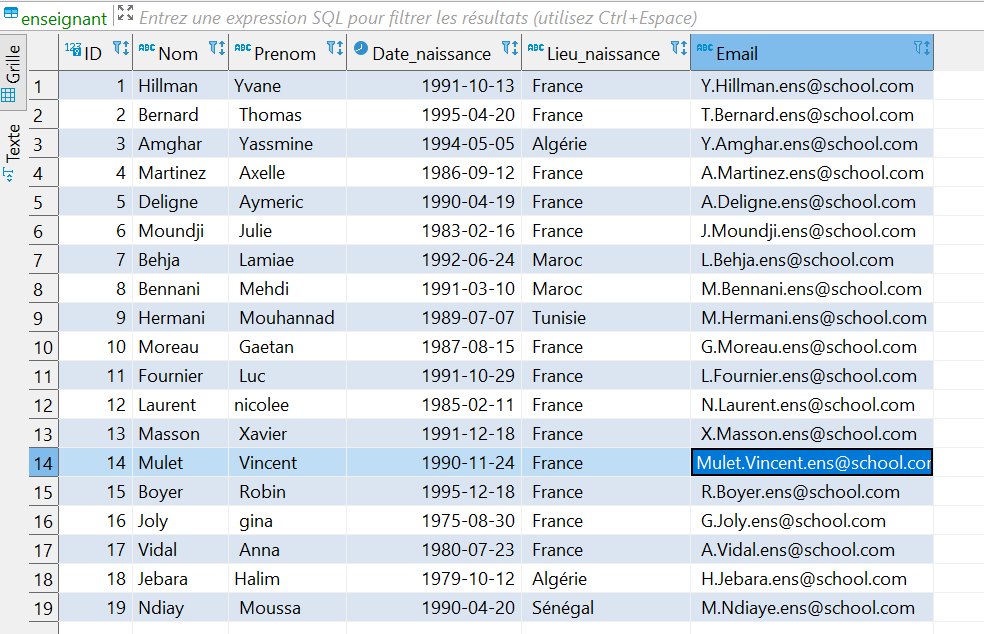 enseignant Entrez une expression SQL pour filtrer les résultats (utilisez Ctrl+Espace)
Grille
Texte
123 ID ABC Nom ABC Prenom Date_naissance ABC Lieu_naissance ABC Email
1 1 Hillman Yvane 1991-10-13 France Y.Hillman.ens@school.com
2 2 Bernard Thomas 1995-04-20 France T.Bernard.ens@school.com
3 3 Amghar Yassmine 1994-05-05 Algérie Y.Amghar.ens@school.com
4 4 Martinez Axelle 1986-09-12 France A.Martinez.ens@school.com
5 5 Deligne Aymeric 1990-04-19 France A.Deligne.ens@school.com
6 6 Moundji Julie 1983-02-16 France J.Moundji.ens@school.com
7 7 Behja Lamiae 1992-06-24 Maroc L.Behja.ens@school.com
8 8 Bennani Mehdi 1991-03-10 Maroc M.Bennani.ens@school.com
9 9 Hermani Mouhannad 1989-07-07 Tunisie M.Hermani.ens@school.com
10 10 Moreau Gaetan 1987-08-15 France G.Moreau.ens@school.com
11 11 Fournier Luc 1991-10-29 France L.Fournier.ens@school.com
12 12 Laurent nicolee 1985-02-11 France N.Laurent.ens@school.com
13 13 Masson Xavier 1991-12-18 France X.Masson.ens@school.com
14 14 Mulet Vincent 1990-11-24 France Mulet.Vincent.ens@school.cor
15 15 Boyer Robin 1995-12-18 France R.Boyer.ens@school.com
16 16 Joly gina 1975-08-30 France G.Joly.ens@school.com
17 17 Vidal Anna 1980-07-23 France A.Vidal.ens@school.com
18 18 Jebara Halim 1979-10-12 Algérie H.Jebara.ens@school.com
19 19 Ndiay Moussa 1990-04-20 Sénégal M.Ndiaye.ens@school.com